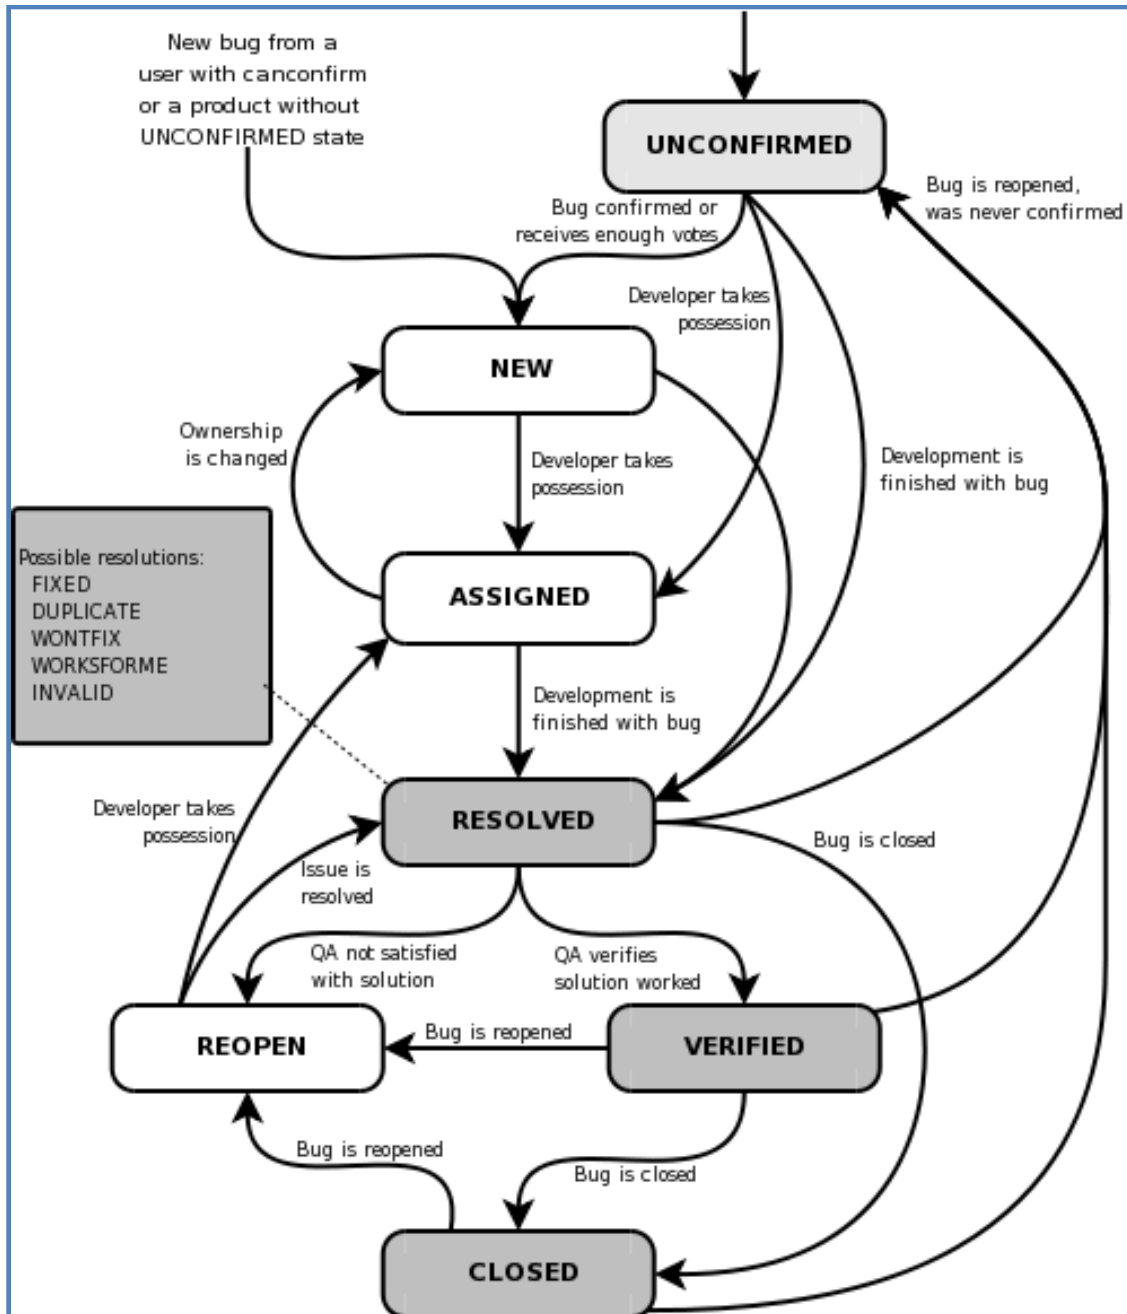 New bug from a
user with canconfirm
or a product without
UNCONFIRMED state
UNCONFIRMED
Bug is reopened,
was never confirmed
Bug confirmed or
receives enough votes
Developer takes
possession
NEW
Ownership
is changed
Developer takes
possession
Development is
finished with bug
Possible resolutions:
FIXED
DUPLICATE
WONTFIX
WORKSFORME
INVALID
ASSIGNED
Development is
finished with bug
Developer takes
possession
RESOLVED
Bug is closed
Issue is
resolved
QA not satisfied
with solution
QA verifies
solution worked
REOPEN
Bug is reopened
VERIFIED
Bug is reopened
Bug is closed
CLOSED